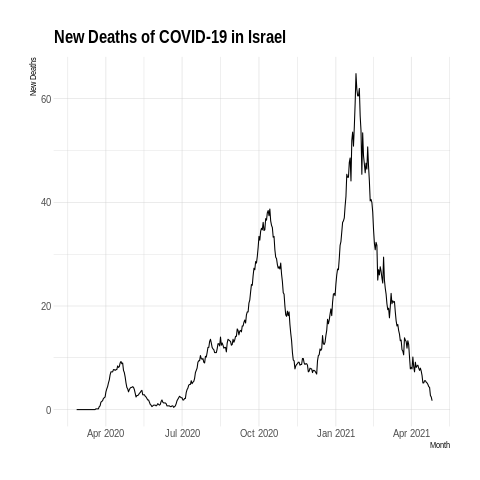 New Deaths of COVID-19 in Israel
New Deaths
60
40
20
0
Apr 2020
Jul 2020
Oct 2020
Jan 2021
Apr 2021
Month